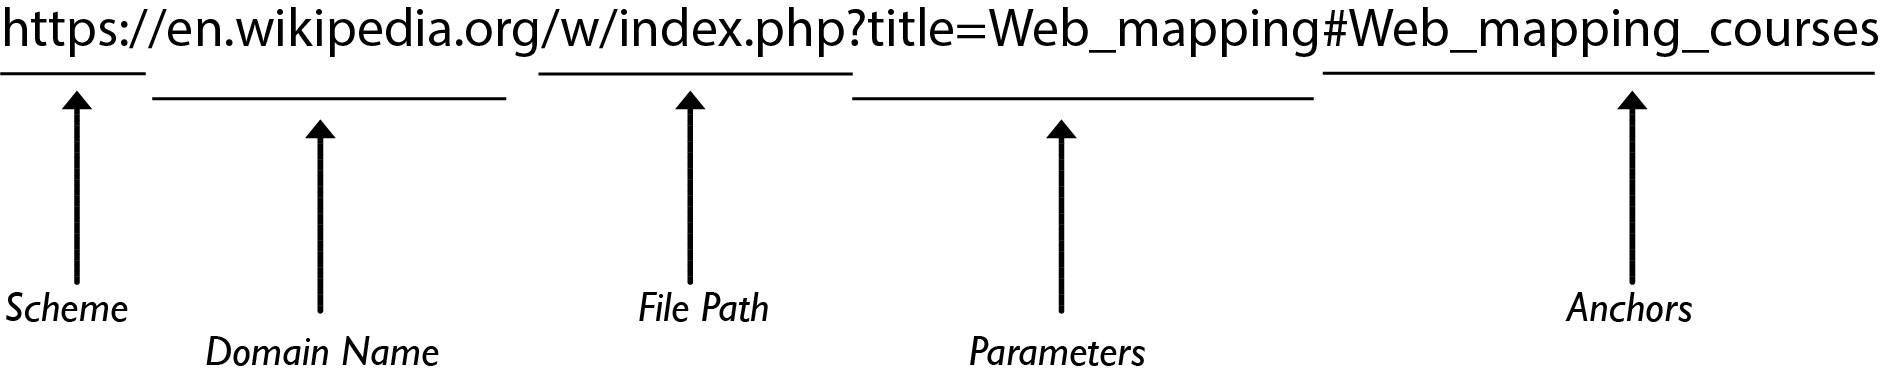 https://en.wikipedia.org/w/index.php?title=Web_mapping#Web_mapping_courses
Scheme
Domain Name
File Path
Parameters
Anchors